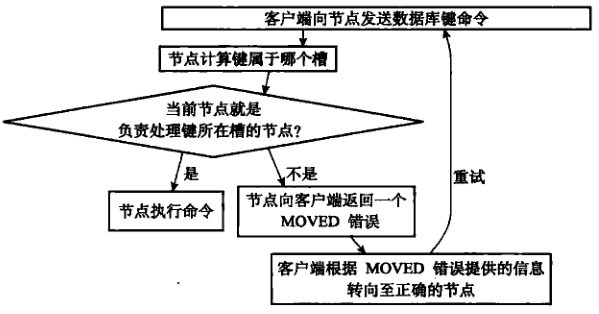 客户端向节点发送数据库键命令
节点计算键属于哪个槽
当前节点就是
负责处理键所在槽的节点?
是
不是
重试
节点执行命令
节点向客户端返回一个
MOVED 错误
客户端根据 MOVED 错误提供的信息
转向至正确的节点